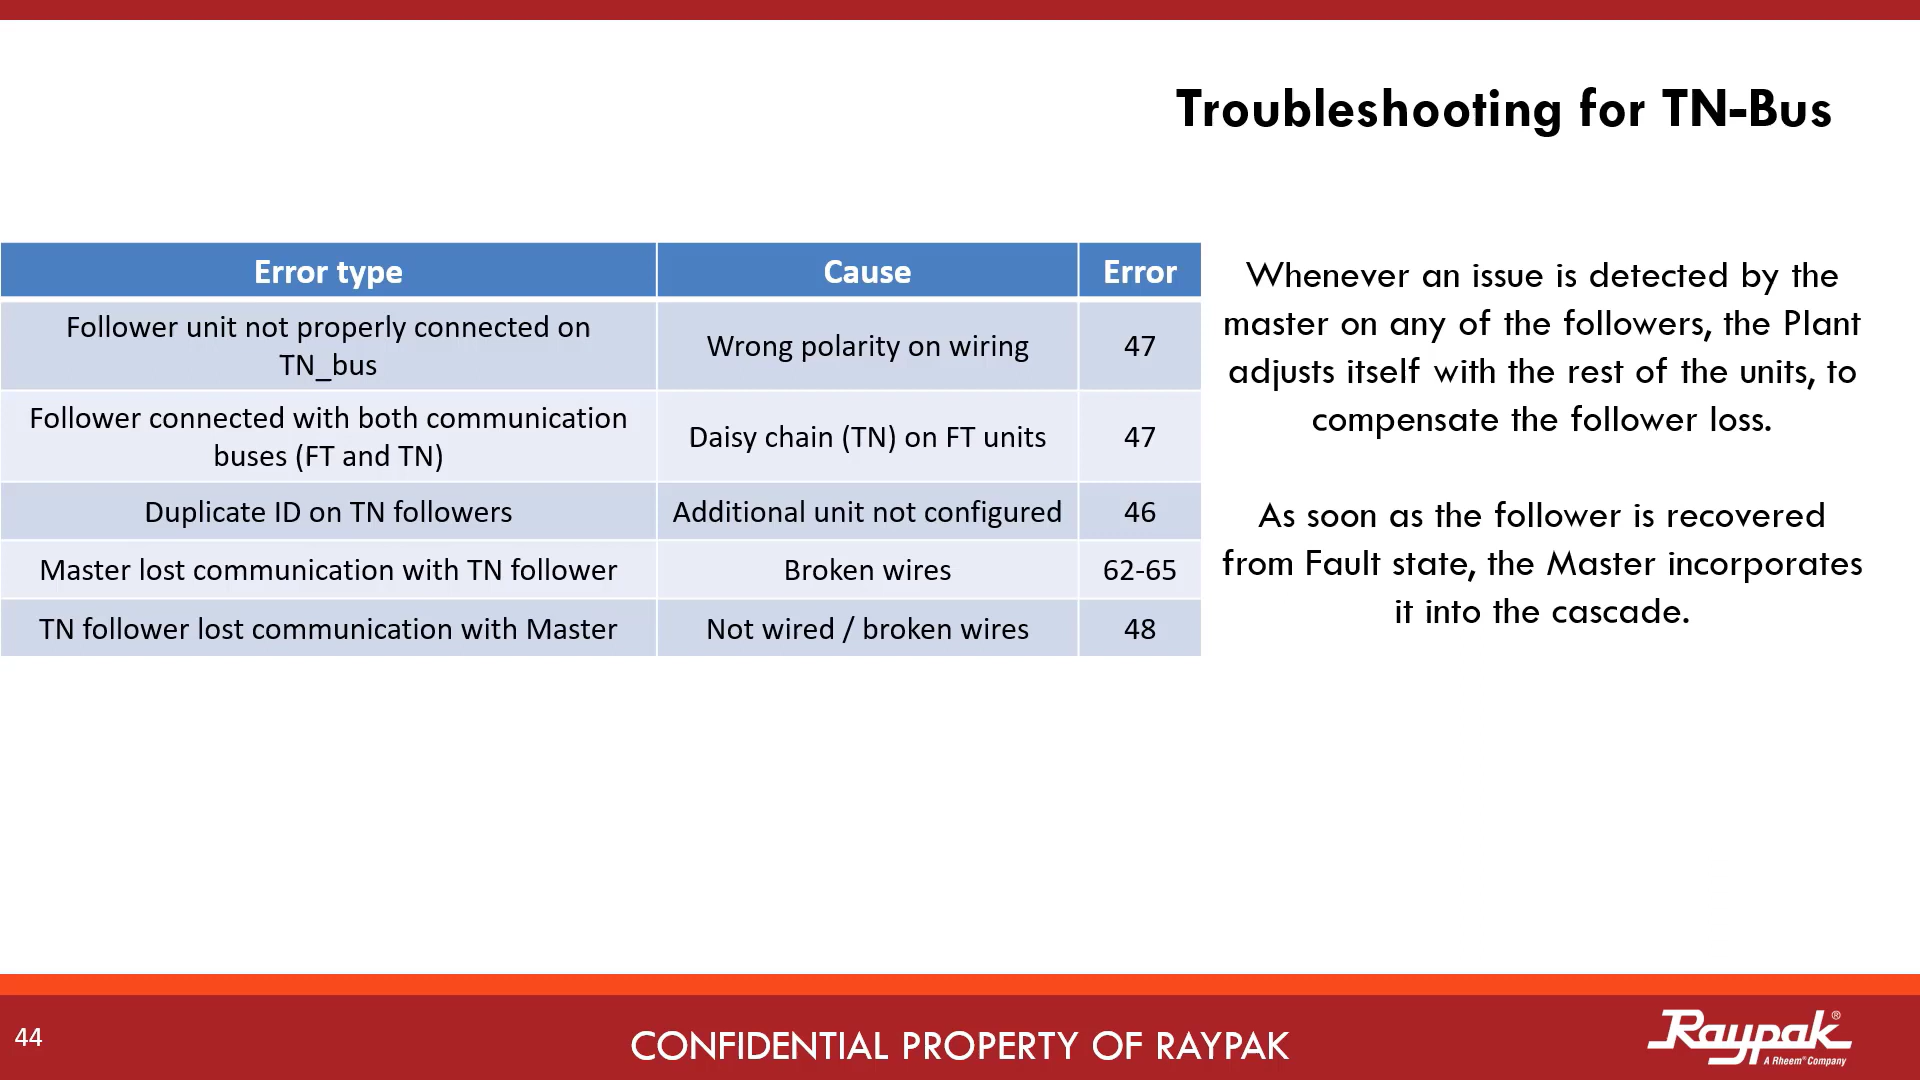 Troubleshooting for TN-Bus
Error type Cause Error
Follower unit not properly connected on
TN_bus
Wrong polarity on wiring 47
Follower connected with both communication
buses (FT and TN)
Daisy chain (TN) on FT units 47
Duplicate ID on TN followers Additional unit not configured 46
Master lost communication with TN follower Broken wires 62-65
TN follower lost communication with Master Not wired / broken wires 48
Whenever an issue is detected by the
master on any of the followers, the Plant
adjusts itself with the rest of the units, to
compensate the follower loss.
As soon as the follower is recovered
from Fault state, the Master incorporates
it into the cascade.
44
CONFIDENTIAL PROPERTY OF RAYPAK
Raypak®
A Rheem® Company